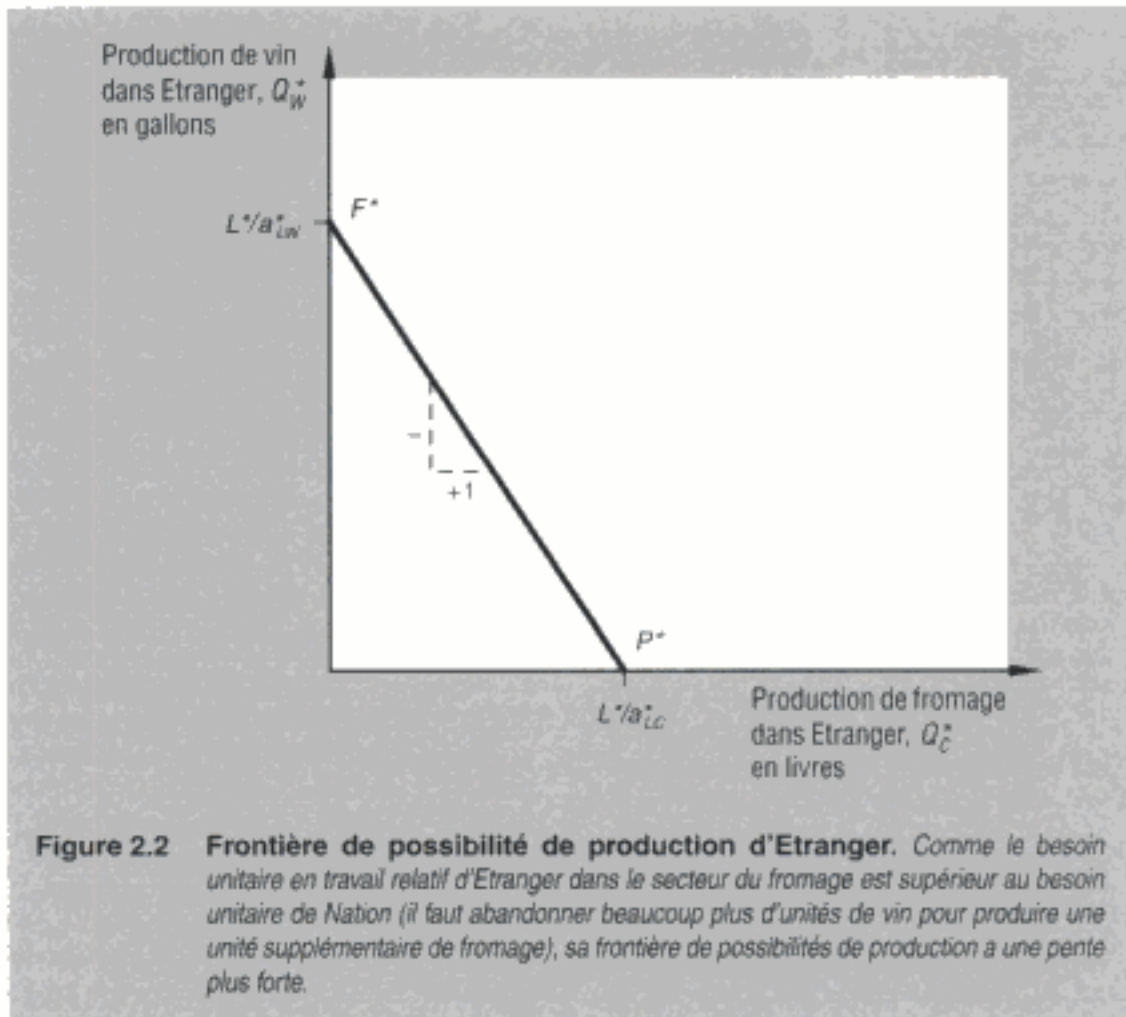 Production de vin
dans Etranger, Q*W
en gallons
L*/a*LW
F*
–
+1
P*
L*/a*LC
Production de fromage
dans Etranger, Q*C
en livres
Figure 2.2 Frontière de possibilité de production d'Etranger. Comme le besoin
unitaire en travail relatif d'Etranger dans le secteur du fromage est supérieur au besoin
unitaire de Nation (il faut abandonner beaucoup plus d'unités de vin pour produire une
unité supplémentaire de fromage), sa frontière de possibilités de production a une pente
plus forte.